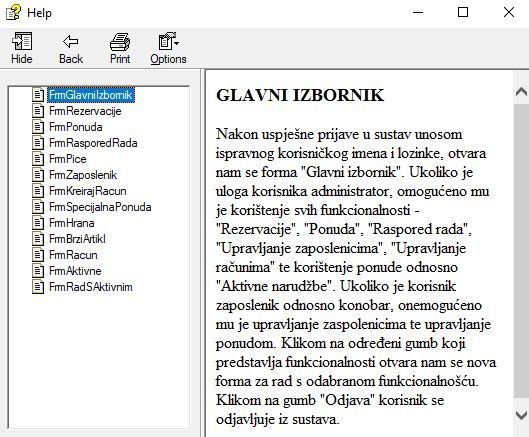 Help
Hide
Back
Print
Options
FrmGlavniIzbornik
FrmRezervacije
FrmPonuda
FrmRasporedRada
FrmPice
FrmZaposlenik
FrmKreirajRacun
FrmSpecijalnaPonuda
FrmHrana
FrmBrziArtikl
FrmRacun
FrmAktivne
FrmRadSAktivnim
GLAVNI IZBORNIK
Nakon uspješne prijave u sustav unosom
ispravnog korisničkog imena i lozinke, otvara
nam se forma "Glavni izbornik". Ukoliko je
uloga korisnika administrator, omogućeno mu
je korištenje svih funkcionalnosti -
"Rezervacije", "Ponuda", "Raspored rada",
"Upravljanje zaposlenicima", "Upravljanje
računima" te korištenje ponude odnosno
"Aktivne narudžbe". Ukoliko je korisnik
zaposlenik odnosno konobar, onemogućeno
mu je upravljanje zaspolenicima te upravljanje
ponudom. Klikom na određeni gumb koji
predstavlja funkcionalnosti otvara nam se nova
forma za rad s odabranom funkcionalnošću.
Klikom na gumb "Odjava" korisnik se
odjavljuje iz sustava.